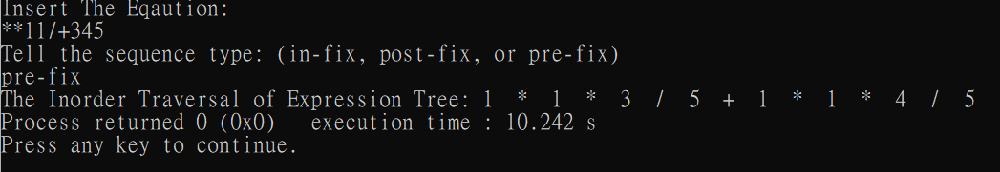 Insert The Eqaution:
**11/+345
Tell the sequence type: (in-fix, post-fix, or pre-fix)
pre-fix
The Inorder Traversal of Expression Tree: 1 * 1 * 3 / 5 + 1 * 1 * 4 / 5
Process returned 0 (0x0) execution time : 10.242 s
Press any key to continue.